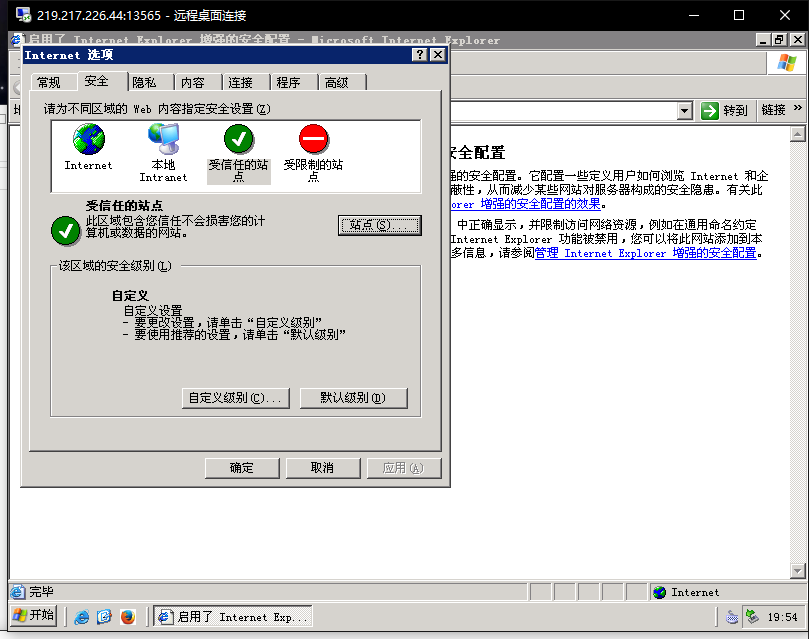 219.217.226.44:13565 - 远程桌面连接
启用了 Internet Explorer 增强的安全配置 - Microsoft Internet Explorer
Internet 选项
常规 安全 隐私 内容 连接 程序 高级
请为不同区域的 Web 内容指定安全设置(Z)
转到 链接 »
Internet
本地
Intranet
受信任的站
点
受限制的站
点
受信任的站点
此区域包含您信任不会损害您的计
算机或数据的网站。
站点(S)...
该区域的安全级别(L)
自定义
自定义设置
- 要更改设置，请单击“自定义级别”
- 要使用推荐的设置，请单击“默认级别”
自定义级别(C)...
默认级别(D)
确定
取消
应用(A)
安全配置
的安全配置。它配置一些定义用户如何浏览 Internet 和企
蔽性，从而减少某些网站对服务器构成的安全隐患。有关此
orer 增强的安全配置的效果。
中正确显示，并限制访问网络资源，例如在通用命名约定
Internet Explorer 功能被禁用，您可以将此网站添加到本
多信息，请参阅管理 Internet Explorer 增强的安全配置。
完毕
Internet
开始
启用了 Internet Exp...
19:54